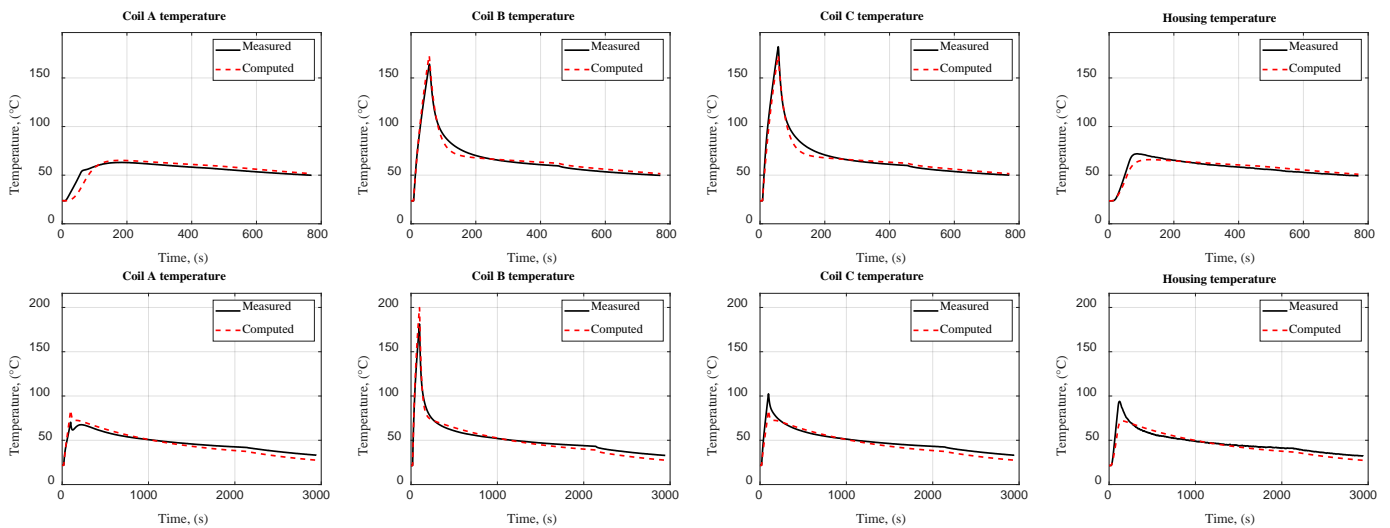 Coil A temperature
Measured
Computed
Temperature, (°C)
150
100
50
0
0 200 400 600 800
Time, (s)
Coil B temperature
Measured
Computed
Temperature, (°C)
150
100
50
0
0 200 400 600 800
Time, (s)
Coil C temperature
Measured
Computed
Temperature, (°C)
150
100
50
0
0 200 400 600 800
Time, (s)
Housing temperature
Measured
Computed
Temperature, (°C)
150
100
50
0
0 200 400 600 800
Time, (s)
Coil A temperature
Measured
Computed
Temperature, (°C)
200
150
100
50
0
0 1000 2000 3000
Time, (s)
Coil B temperature
Measured
Computed
Temperature, (°C)
200
150
100
50
0
0 1000 2000 3000
Time, (s)
Coil C temperature
Measured
Computed
Temperature, (°C)
200
150
100
50
0
0 1000 2000 3000
Time, (s)
Housing temperature
Measured
Computed
Temperature, (°C)
200
150
100
50
0
0 1000 2000 3000
Time, (s)